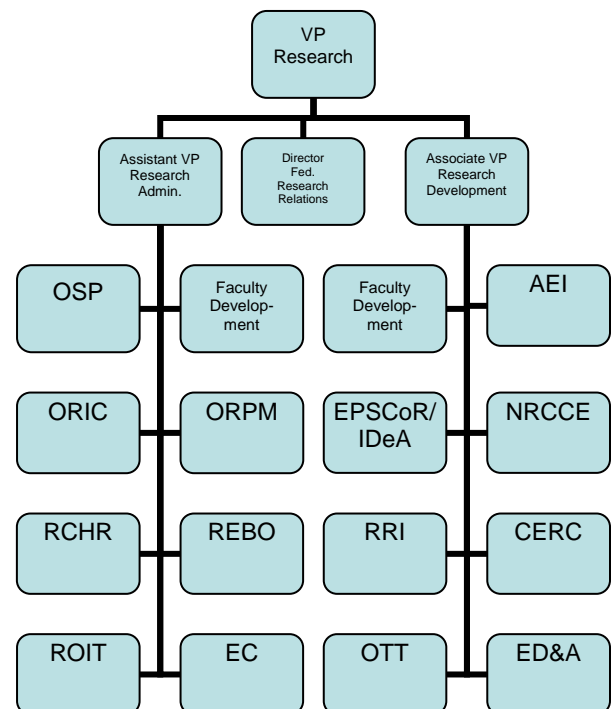 VP
Research
Assistant VP
Research
Admin.
Director
Fed.
Research
Relations
Associate VP
Research
Development
OSP
Faculty
Develop-
ment
Faculty
Develop-
ment
AEI
ORIC
ORPM
EPSCoR/
IDeA
NRCCE
RCHR
REBO
RRI
CERC
ROIT
EC
OTT
ED&A